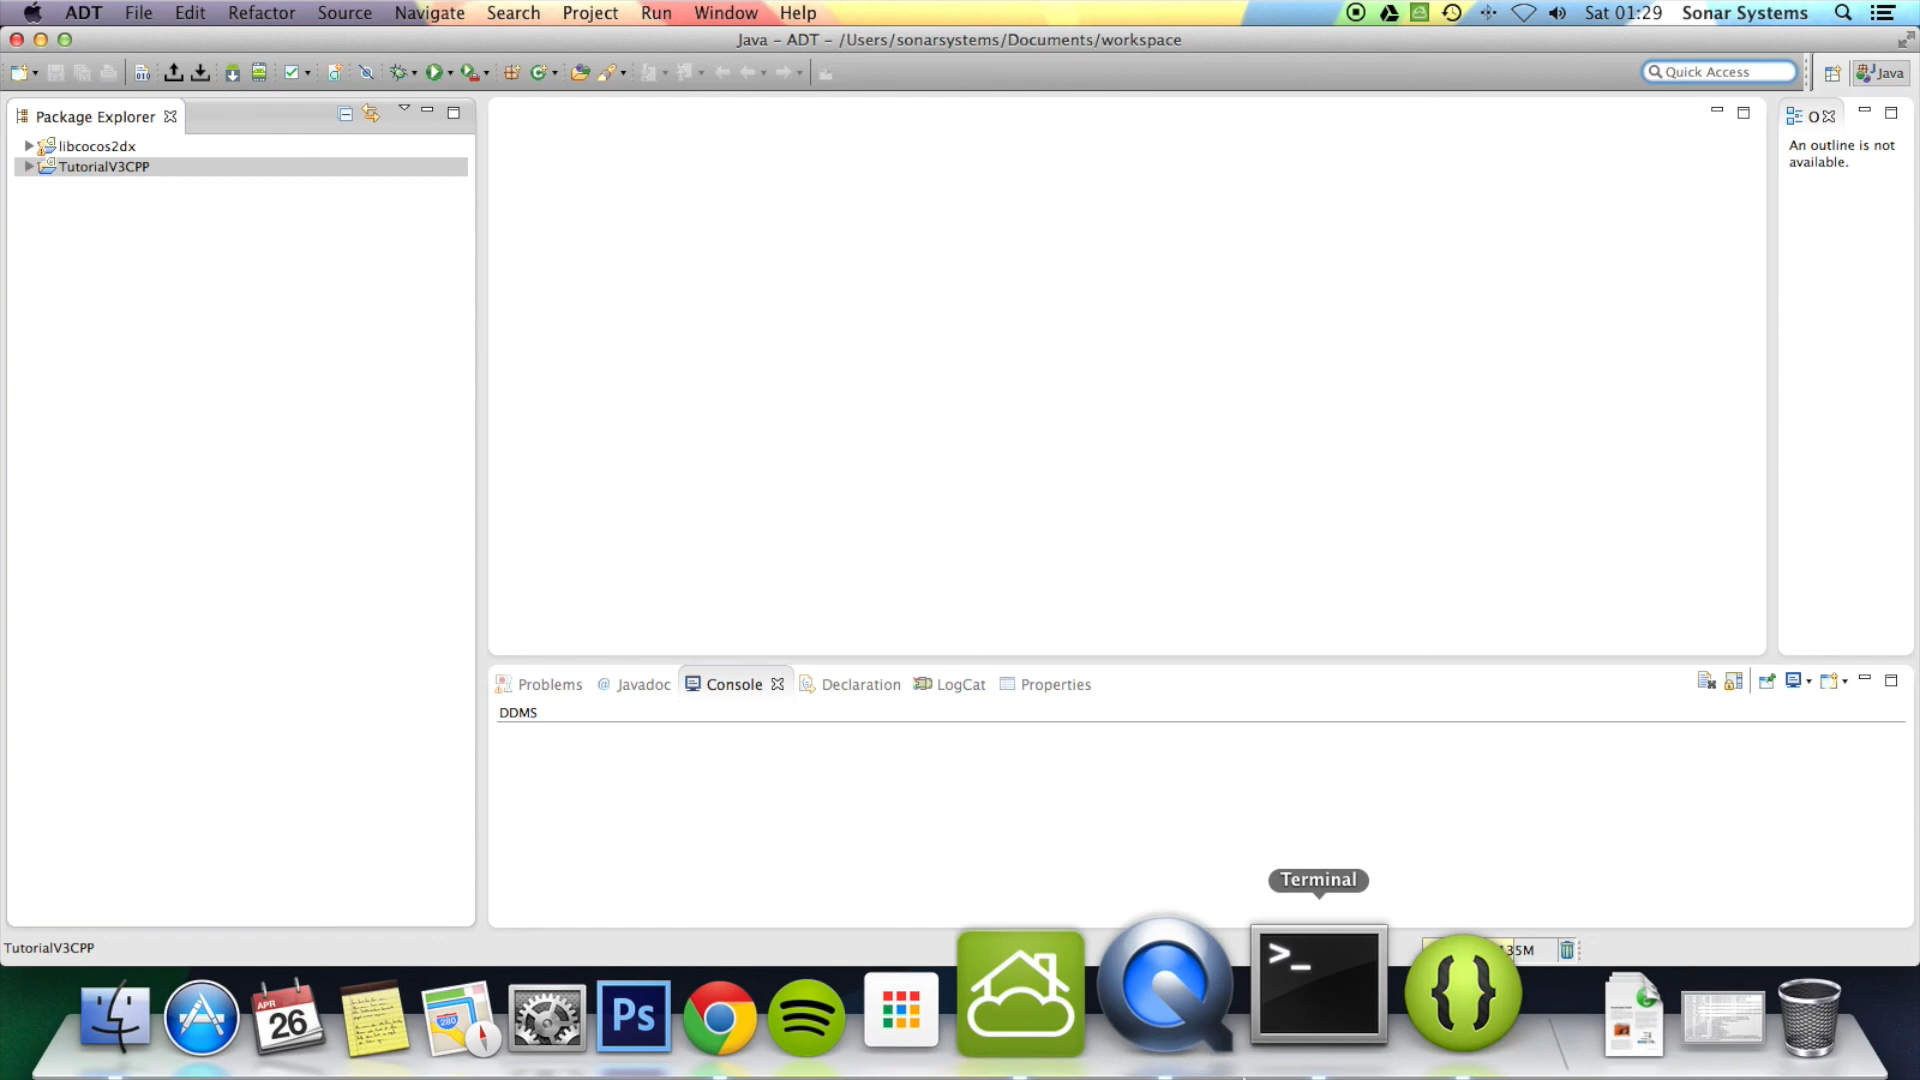 ADT File Edit Refactor Source Navigate Search Project Run Window Help Sat 01:29 Sonar Systems
Java – ADT – /Users/sonarsystems/Documents/workspace
Quick Access
Java
Package Explorer
O
libcocos2dx
TutorialV3CPP
An outline is not
available.
Problems @ Javadoc Console Declaration LogCat Properties
DDMS
Terminal
TutorialV3CPP
35M
>_
APR
26
280
Ps
{}